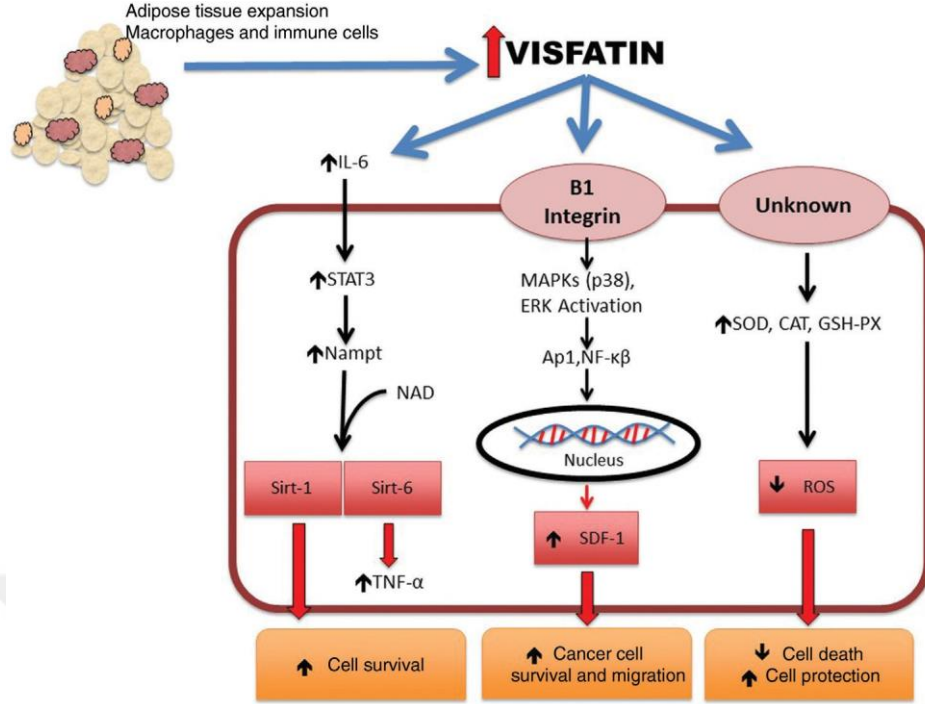 Adipose tissue expansion
Macrophages and immune cells
VISFATIN
IL-6
STAT3
Nampt
NAD
Sirt-1
Sirt-6
TNF-α
Cell survival
B1
Integrin
MAPKs (p38),
ERK Activation
Ap1,NF-κβ
Nucleus
SDF-1
Cancer cell
survival and migration
Unknown
SOD, CAT, GSH-PX
ROS
Cell death
Cell protection